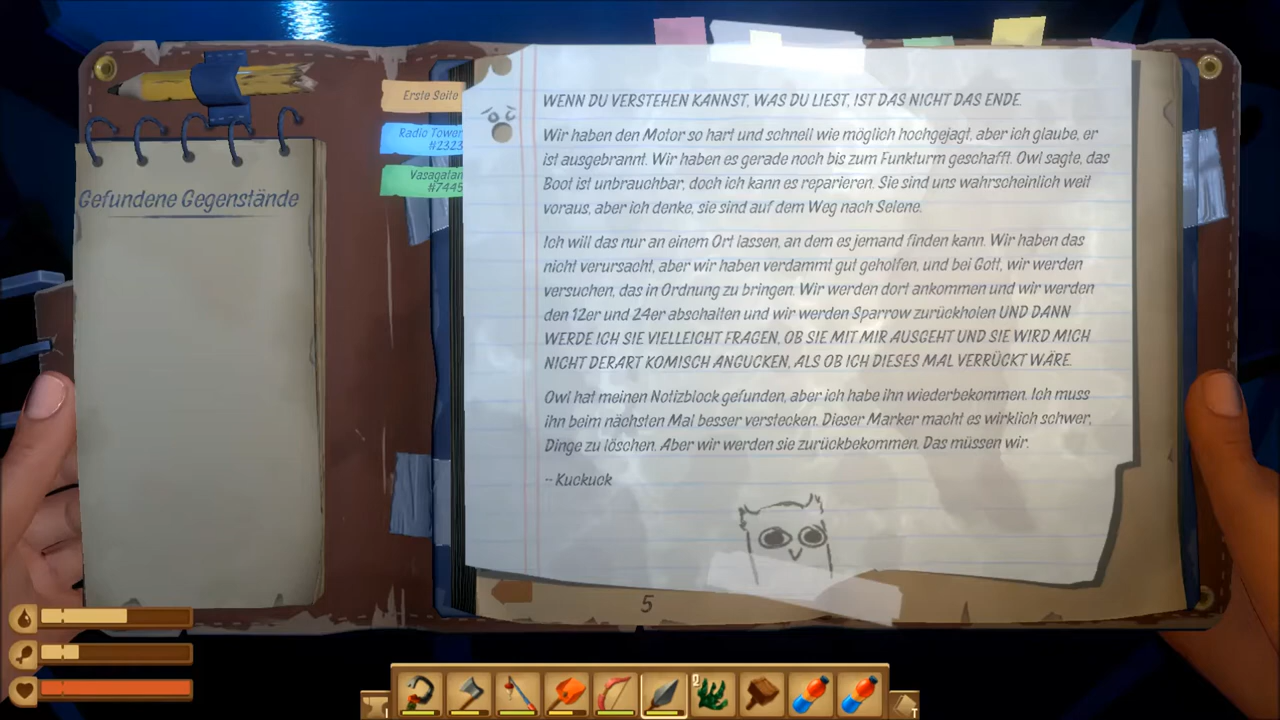 Erste Seite
Radio Tower
#2323
Vasagatan
#7445
Gefundene Gegenstände
WENN DU VERSTEHEN KANNST, WAS DU LIEST, IST DAS NICHT DAS ENDE.
Wir haben den Motor so hart und schnell wie möglich hochgejagt, aber ich glaube, er
ist ausgebrannt. Wir haben es gerade noch bis zum Funkturm geschafft. Owl sagte, das
Boot ist unbrauchbar, doch ich kann es reparieren. Sie sind uns wahrscheinlich weit
voraus, aber ich denke, sie sind auf dem Weg nach Selene.
Ich will das nur an einem Ort lassen, an dem es jemand finden kann. Wir haben das
nicht verursacht, aber wir haben verdammt gut geholfen, und bei Gott, wir werden
versuchen, das in Ordnung zu bringen. Wir werden dort ankommen und wir werden
den 12er und 24er abschalten und wir werden Sparrow zurückholen UND DANN
WERDE ICH SIE VIELLEICHT FRAGEN, OB SIE MIT MIR AUSGEHT UND SIE WIRD MICH
NICHT DERART KOMISCH ANGUCKEN, ALS OB ICH DIESES MAL VERRÜCKT WÄRE.
Owl hat meinen Notizblock gefunden, aber ich habe ihn wiederbekommen. Ich muss
ihn beim nächsten Mal besser verstecken. Dieser Marker macht es wirklich schwer,
Dinge zu löschen. Aber wir werden sie zurückbekommen. Das müssen wir.
-- Kuckuck
5
2
1
T